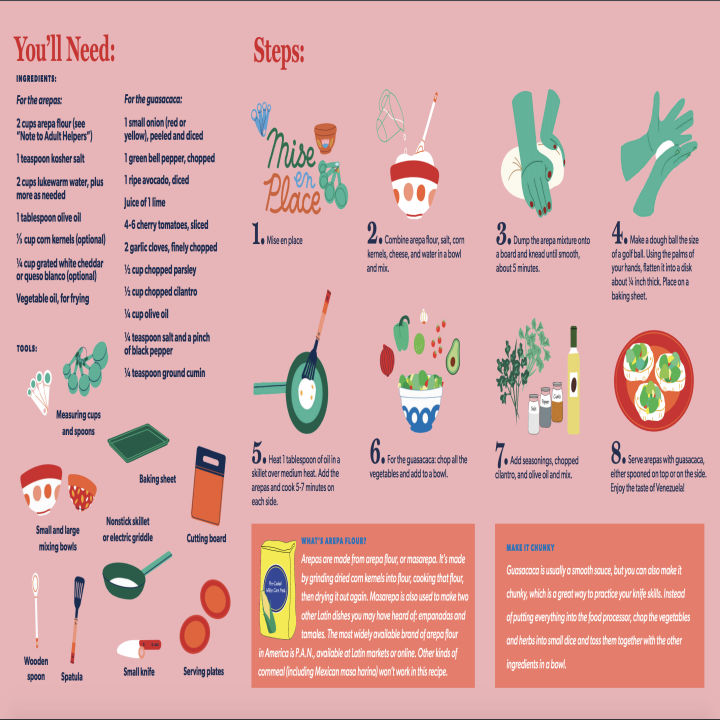 You'll Need:
INGREDIENTS:
For the arepas:
2 cups arepa flour (see
"Note to Adult Helpers")
1 teaspoon kosher salt
2 cups lukewarm water, plus
more as needed
1 tablespoon olive oil
⅓ cup corn kernels (optional)
¼ cup grated white cheddar
or queso blanco (optional)
Vegetable oil, for frying
For the guasacaca:
1 small onion (red or
yellow), peeled and diced
1 green bell pepper, chopped
1 ripe avocado, diced
Juice of 1 lime
4-6 cherry tomatoes, sliced
2 garlic cloves, finely chopped
½ cup chopped parsley
½ cup chopped cilantro
¼ cup olive oil
¼ teaspoon salt and a pinch
of black pepper
¼ teaspoon ground cumin
TOOLS:
Measuring cups
and spoons
Baking sheet
Small and large
mixing bowls
Nonstick skillet
or electric griddle
Cutting board
Wooden
spoon
Spatula
Small knife
Serving plates
Steps:
Mise
en
Place
1. Mise en place
2. Combine arepa flour, salt, corn
kernels, cheese, and water in a bowl
and mix.
3. Dump the arepa mixture onto
a board and knead until smooth,
about 5 minutes.
4. Make a dough ball the size
of a golf ball. Using the palms of
your hands, flatten it into a disk
about ¼ inch thick. Place on a
baking sheet.
5. Heat 1 tablespoon of oil in a
skillet over medium heat. Add the
arepas and cook 5-7 minutes on
each side.
6. For the guasacaca: chop all the
vegetables and add to a bowl.
7. Add seasonings, chopped
cilantro, and olive oil and mix.
8. Serve arepas with guasacaca,
either spooned on top or on the side.
Enjoy the taste of Venezuela!
WHAT'S AREPA FLOUR?
Arepas are made from arepa flour, or masarepa. It's made
by grinding dried corn kernels into flour, cooking that flour,
then drying it out again. Masarepa is also used to make two
other Latin dishes you may have heard of: empanadas and
tamales. The most widely available brand of arepa flour
in America is P.A.N., available at Latin markets or online. Other kinds of
cornmeal (including Mexican masa harina) won't work in this recipe.
MAKE IT CHUNKY
Guasacaca is usually a smooth sauce, but you can also make it
chunky, which is a great way to practice your knife skills. Instead
of putting everything into the food processor, chop the vegetables
and herbs into small dice and toss them together with the other
ingredients in a bowl.